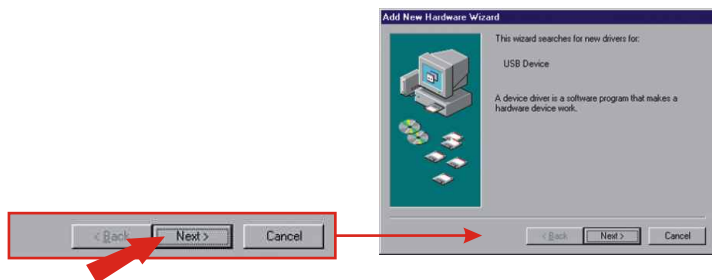 Add New Hardware Wizard
This wizard searches for new drivers for:
USB Device
A device driver is a software program that makes a
hardware device work.
< Back Next > Cancel
< Back Next > Cancel